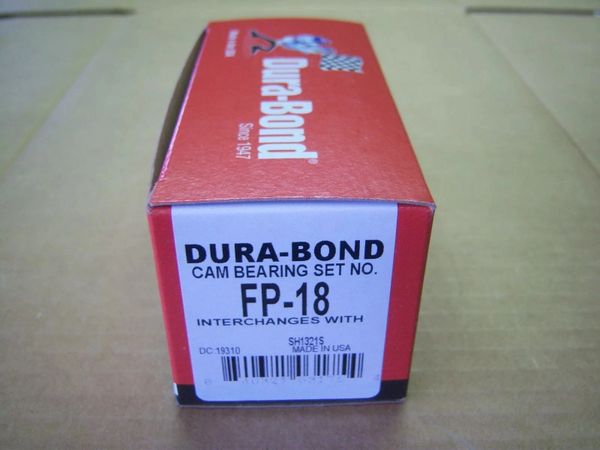 Dura-Bond®
Since 1947
DURA-BOND
CAM BEARING SET NO.
FP-18
INTERCHANGES WITH
SH1321S
DC:19310 MADE IN USA